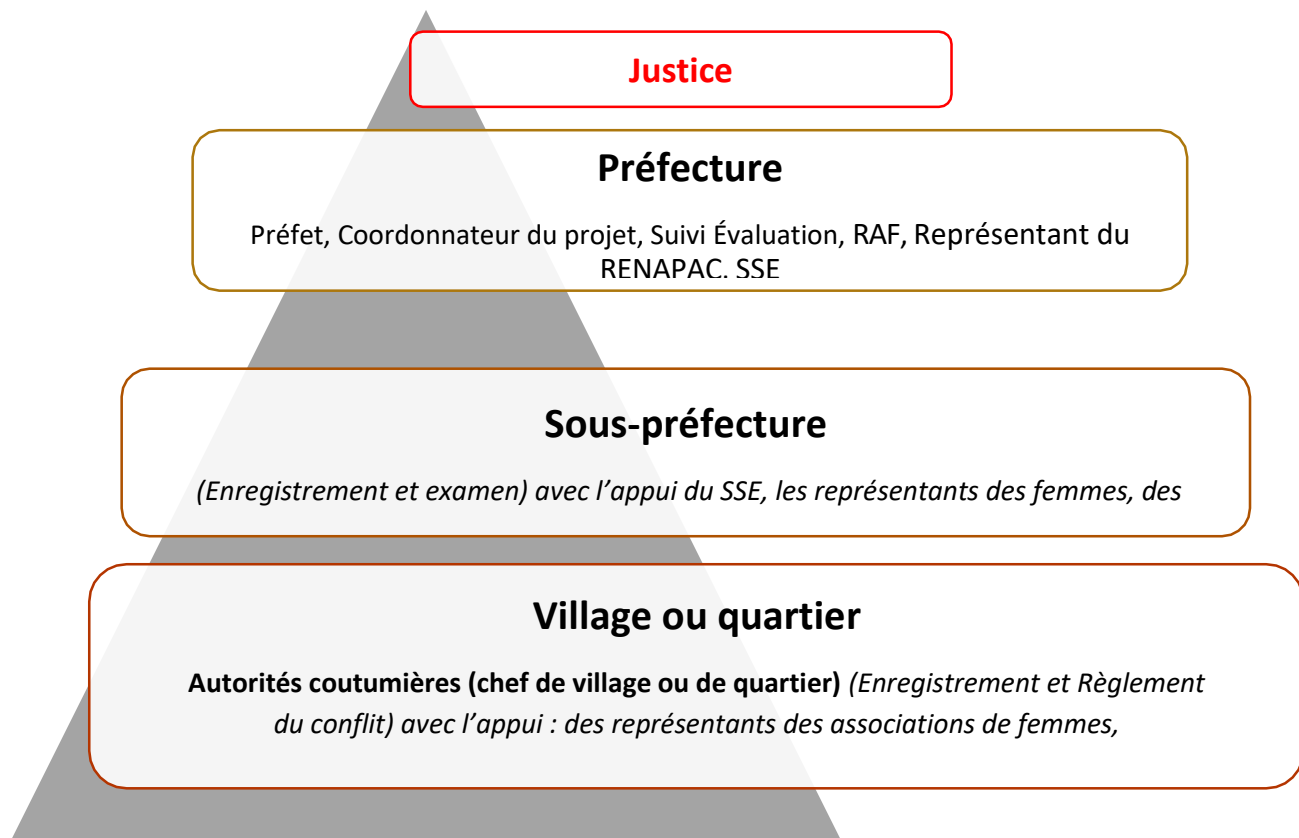 Justice
Préfecture
Préfet, Coordonnateur du projet, Suivi Évaluation, RAF, Représentant du
RENAPAC. SSE
Sous-préfecture
(Enregistrement et examen) avec l’appui du SSE, les représentants des femmes, des
Village ou quartier
Autorités coutumières (chef de village ou de quartier) (Enregistrement et Règlement
du conflit) avec l’appui : des représentants des associations de femmes,